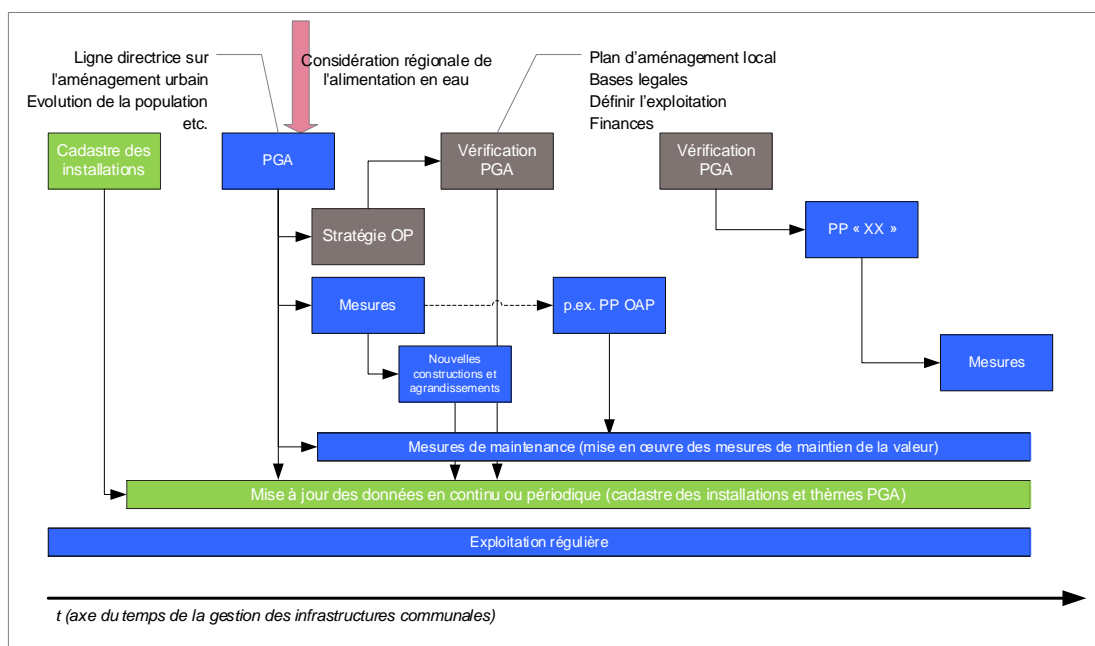 Ligne directrice sur
l'aménagement urbain
Evolution de la population
etc.
Considération régionale de
l'alimentation en eau
Plan d'aménagement local
Bases legales
Définir l'exploitation
Finances
Cadastre des
installations
PGA
Vérification
PGA
Vérification
PGA
Stratégie OP
PP « XX »
Mesures
p.ex. PP OAP
Nouvelles
constructions et
agrandissements
Mesures
Mesures de maintenance (mise en œuvre des mesures de maintien de la valeur)
Mise à jour des données en continu ou périodique (cadastre des installations et thèmes PGA)
Exploitation régulière
t (axe du temps de la gestion des infrastructures communales)